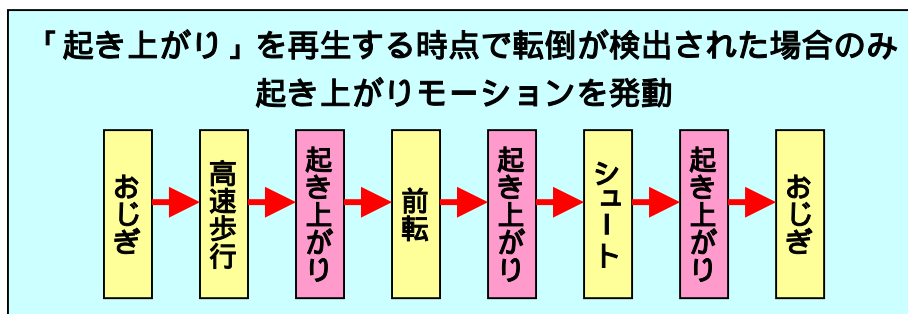 「起き上がり」を再生する時点で転倒が検出された場合のみ
起き上がりモーションを発動
おじぎ
高速歩行
起き上がり
前転
起き上がり
シュート
起き上がり
おじぎ